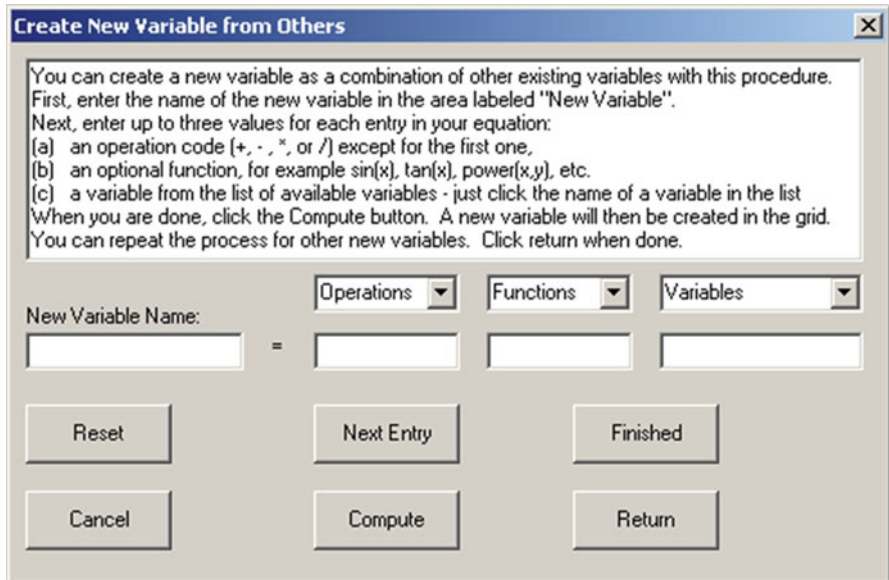 Create New Variable from Others
You can create a new variable as a combination of other existing variables with this procedure.
First, enter the name of the new variable in the area labeled "New Variable".
Next, enter up to three values for each entry in your equation:
(a) an operation code (+, - , *, or /) except for the first one,
(b) an optional function, for example sin(x), tan(x), power(x,y), etc.
(c) a variable from the list of available variables - just click the name of a variable in the list
When you are done, click the Compute button. A new variable will then be created in the grid.
You can repeat the process for other new variables. Click return when done.
Operations Functions Variables
New Variable Name:
=
Reset Next Entry Finished
Cancel Compute Return